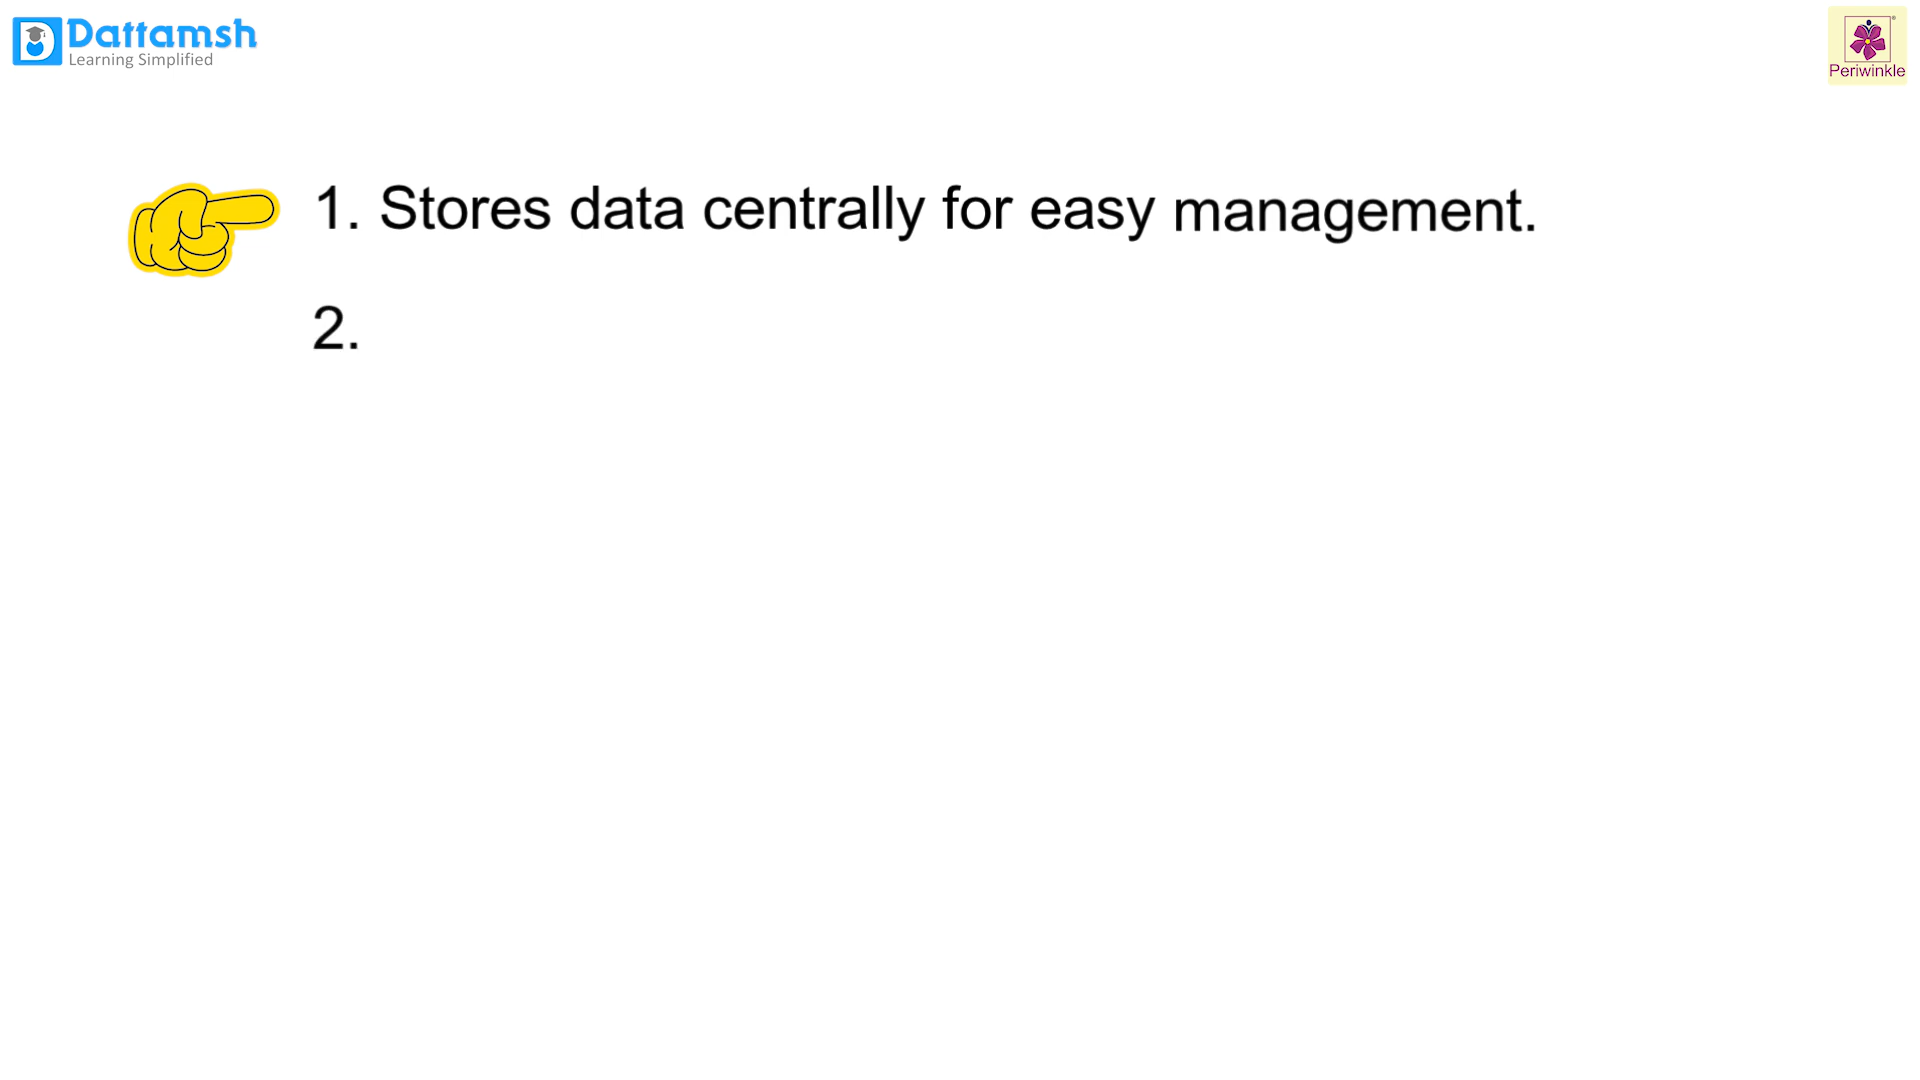 Dattamsh
Learning Simplified
Periwinkle
1. Stores data centrally for easy management.
2.